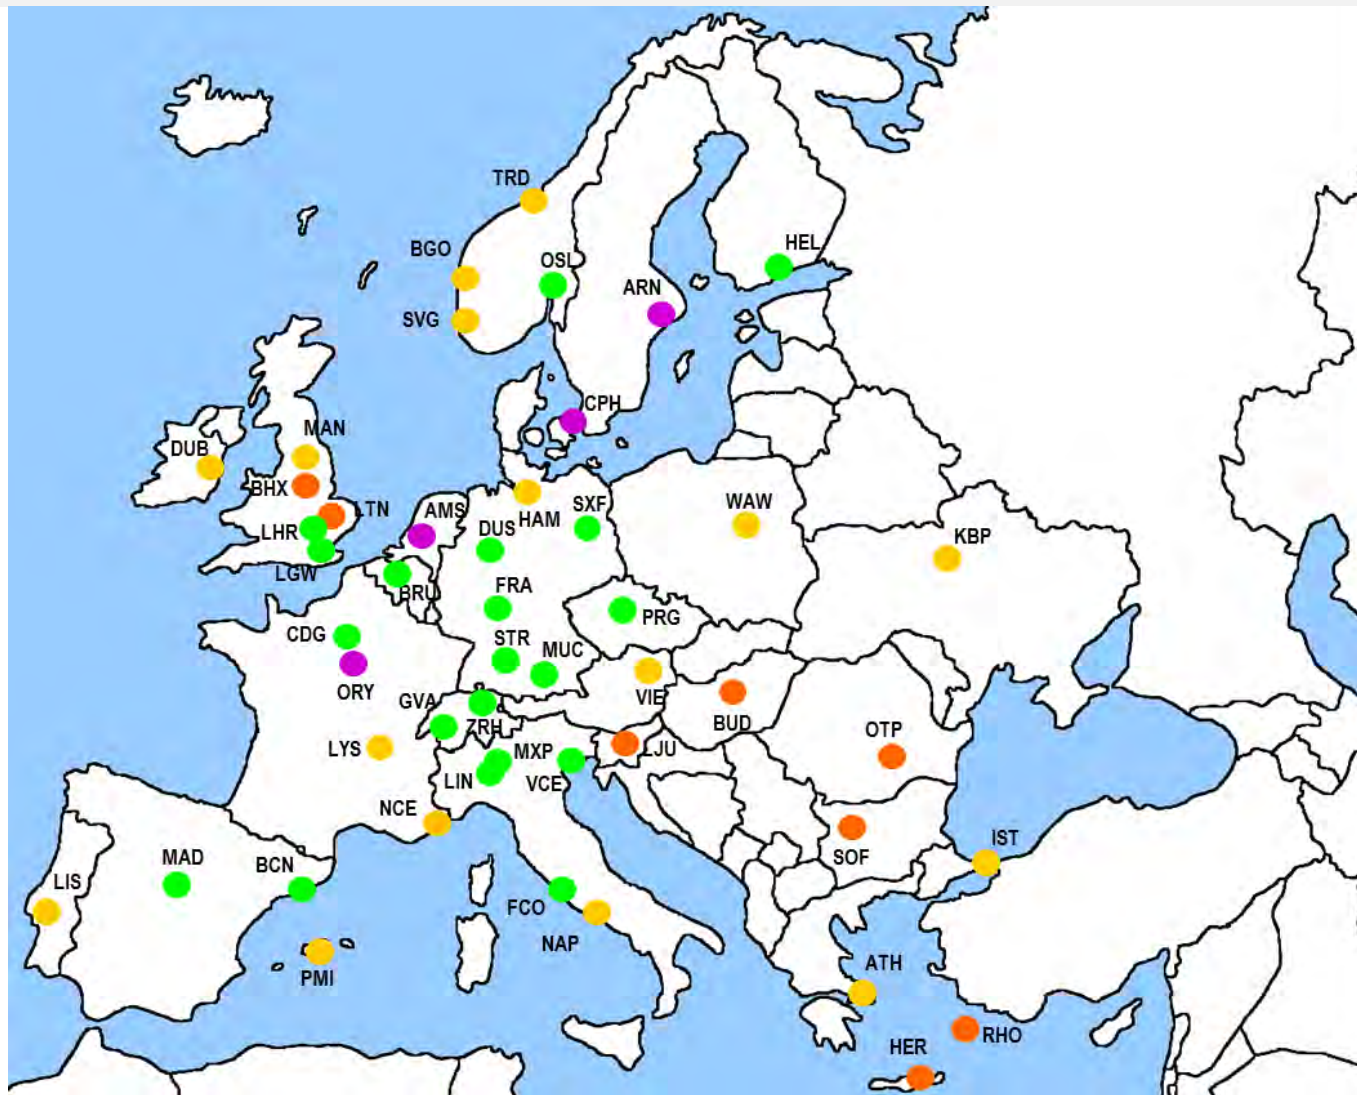 TRD
BGO
OSL
HEL
ARN
SVG
CPH
MAN
DUB
BHX
LTN
AMS
SXF
WAW
LHR
DUS
HAM
KBP
LGW
BRU
FRA
PRG
CDG
STR
MUC
ORY
GVA
VIE
ZRH
BUD
OTP
LYS
MXP
LJU
LIN
VCE
NCE
IST
MAD
BCN
SOF
LIS
FCO
NAP
ATH
PMI
RHO
HER